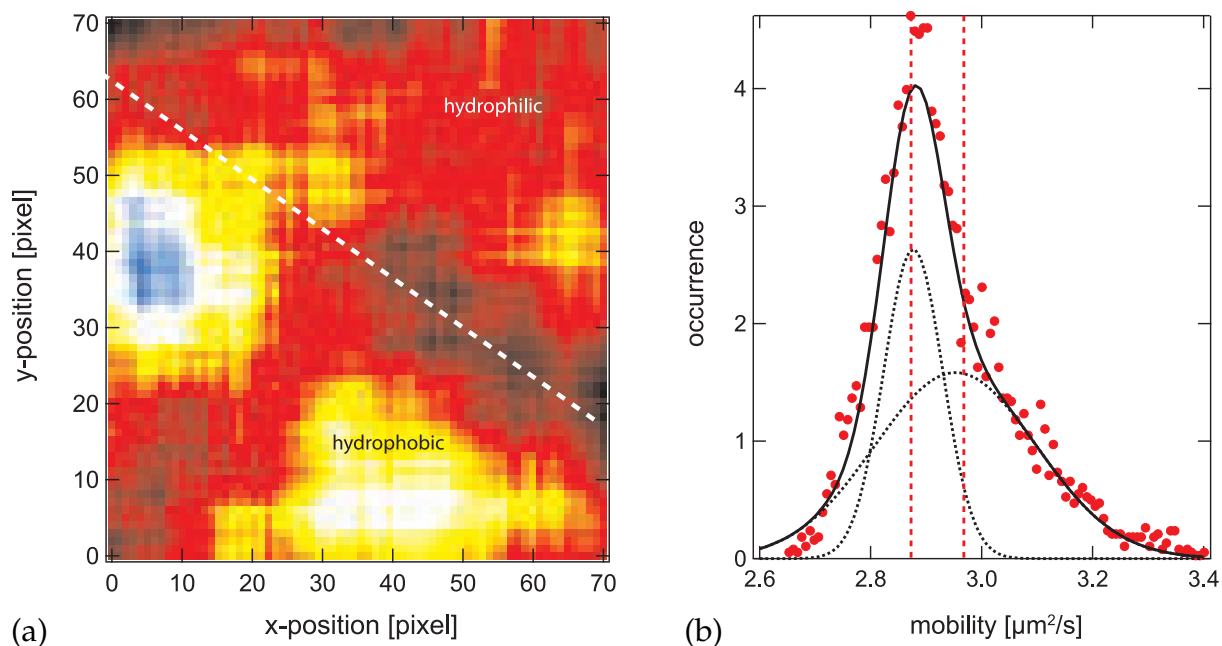 70
60
50
40
30
20
10
0
y-position [pixel]
0 10 20 30 40 50 60 70
x-position [pixel]
hydrophilic
hydrophobic
(a)
4
3
2
1
0
occurrence
2.6 2.8 3.0 3.2 3.4
mobility [µm²/s]
(b)